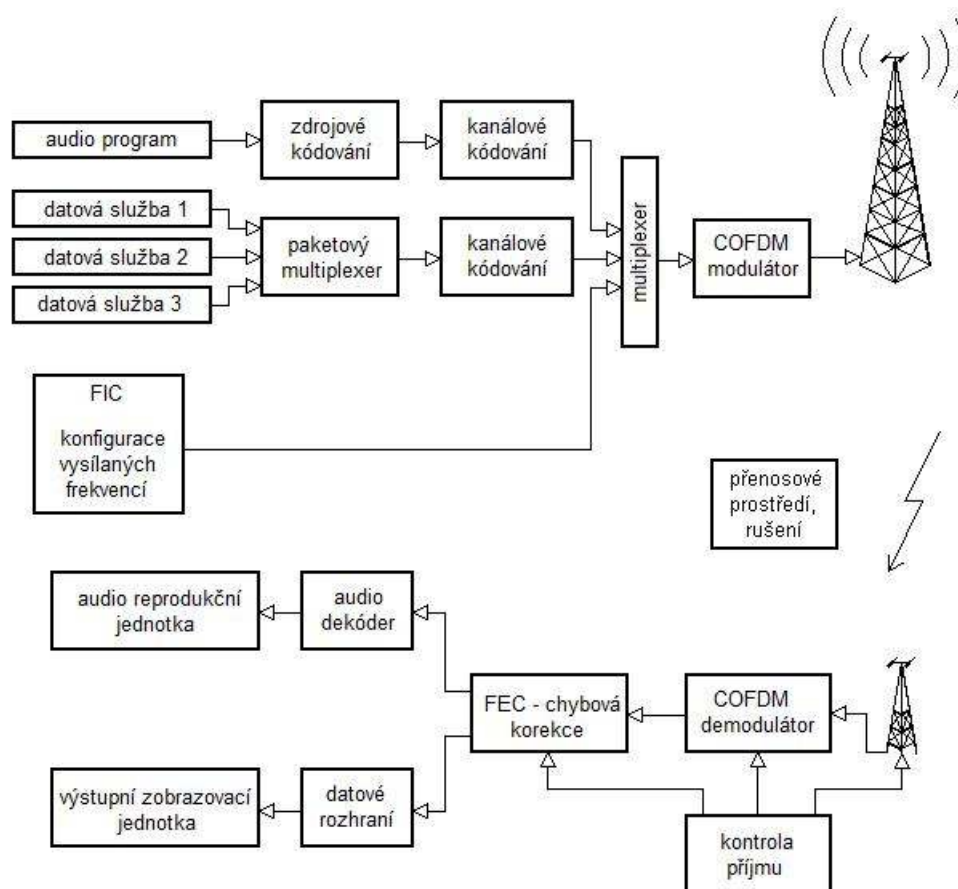 audio program
zdrojové
kódování
kanálové
kódování
datová služba 1
datová služba 2
datová služba 3
paketový
multiplexer
kanálové
kódování
multiplexer
COFDM
modulátor
FIC
konfigurace
vysílaných
frekvencí
přenosové
prostředí,
rušení
audio reprodukční
jednotka
audio
dekóder
FEC - chybová
korekce
COFDM
demodulátor
výstupní zobrazovací
jednotka
datové
rozhraní
kontrola
příjmu